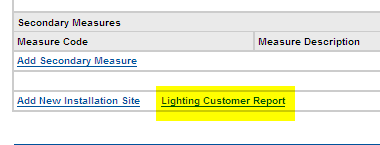 Secondary Measures
Measure Code Measure Description
Add Secondary Measure
Add New Installation Site Lighting Customer Report